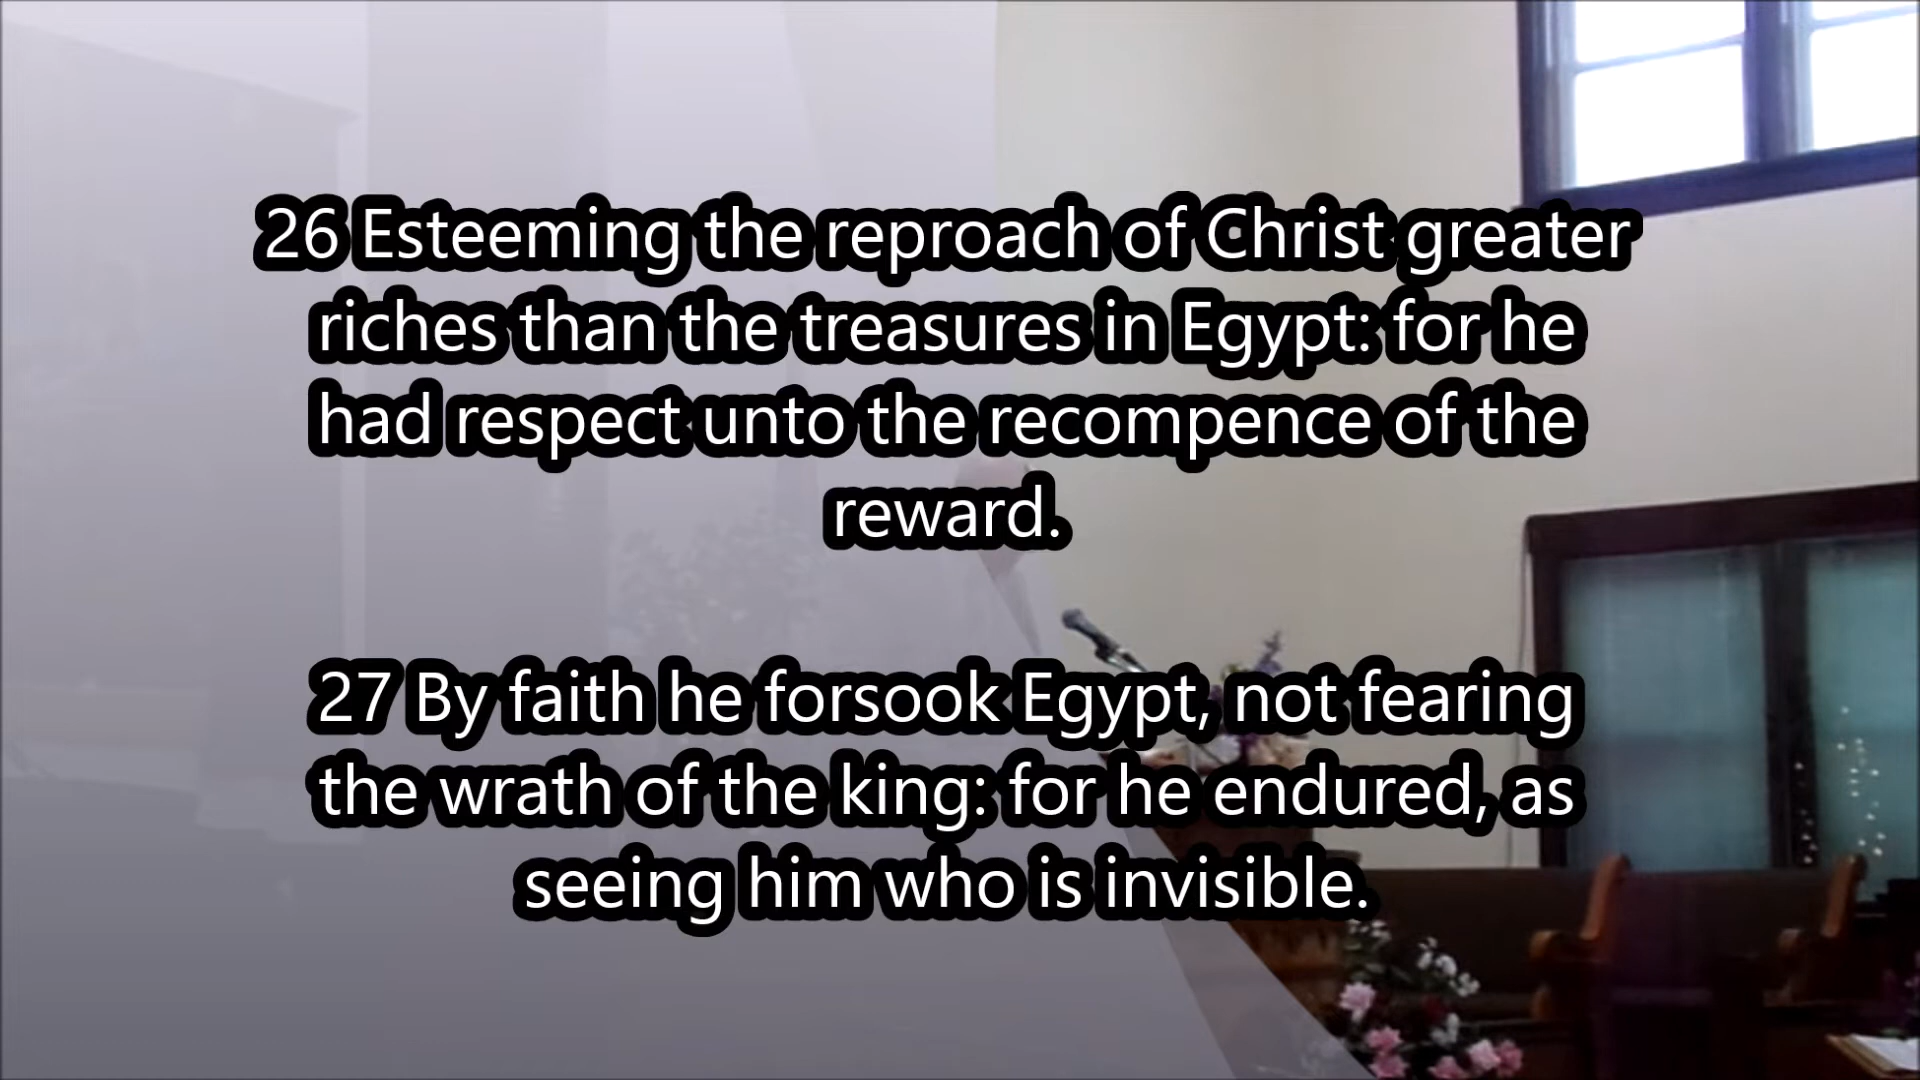 26 Esteeming the reproach of Christ greater
riches than the treasures in Egypt: for he
had respect unto the recompence of the
reward.
27 By faith he forsook Egypt, not fearing
the wrath of the king: for he endured, as
seeing him who is invisible.